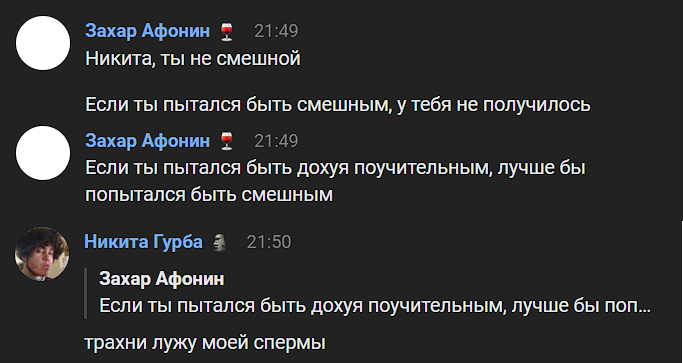 Захар Афонин 🍷 21:49
Никита, ты не смешной
Если ты пытался быть смешным, у тебя не получилось
Захар Афонин 🍷 21:49
Если ты пытался быть дохуя поучительным, лучше бы
попытался быть смешным
Никита Гурба 🗿 21:50
Захар Афонин
Если ты пытался быть дохуя поучительным, лучше бы поп...
трахни лужу моей спермы